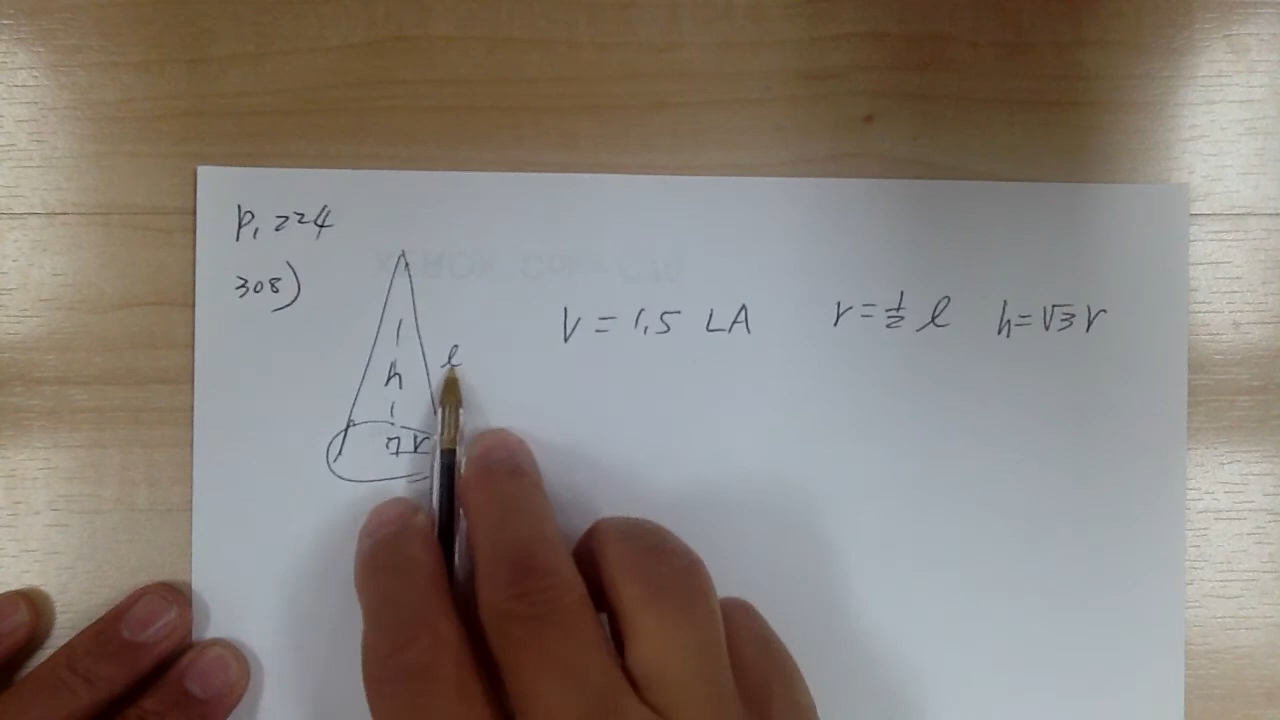 P. 224
308)
l
h
r
V = 1.5 LA r = 1/2 l h = √3 r